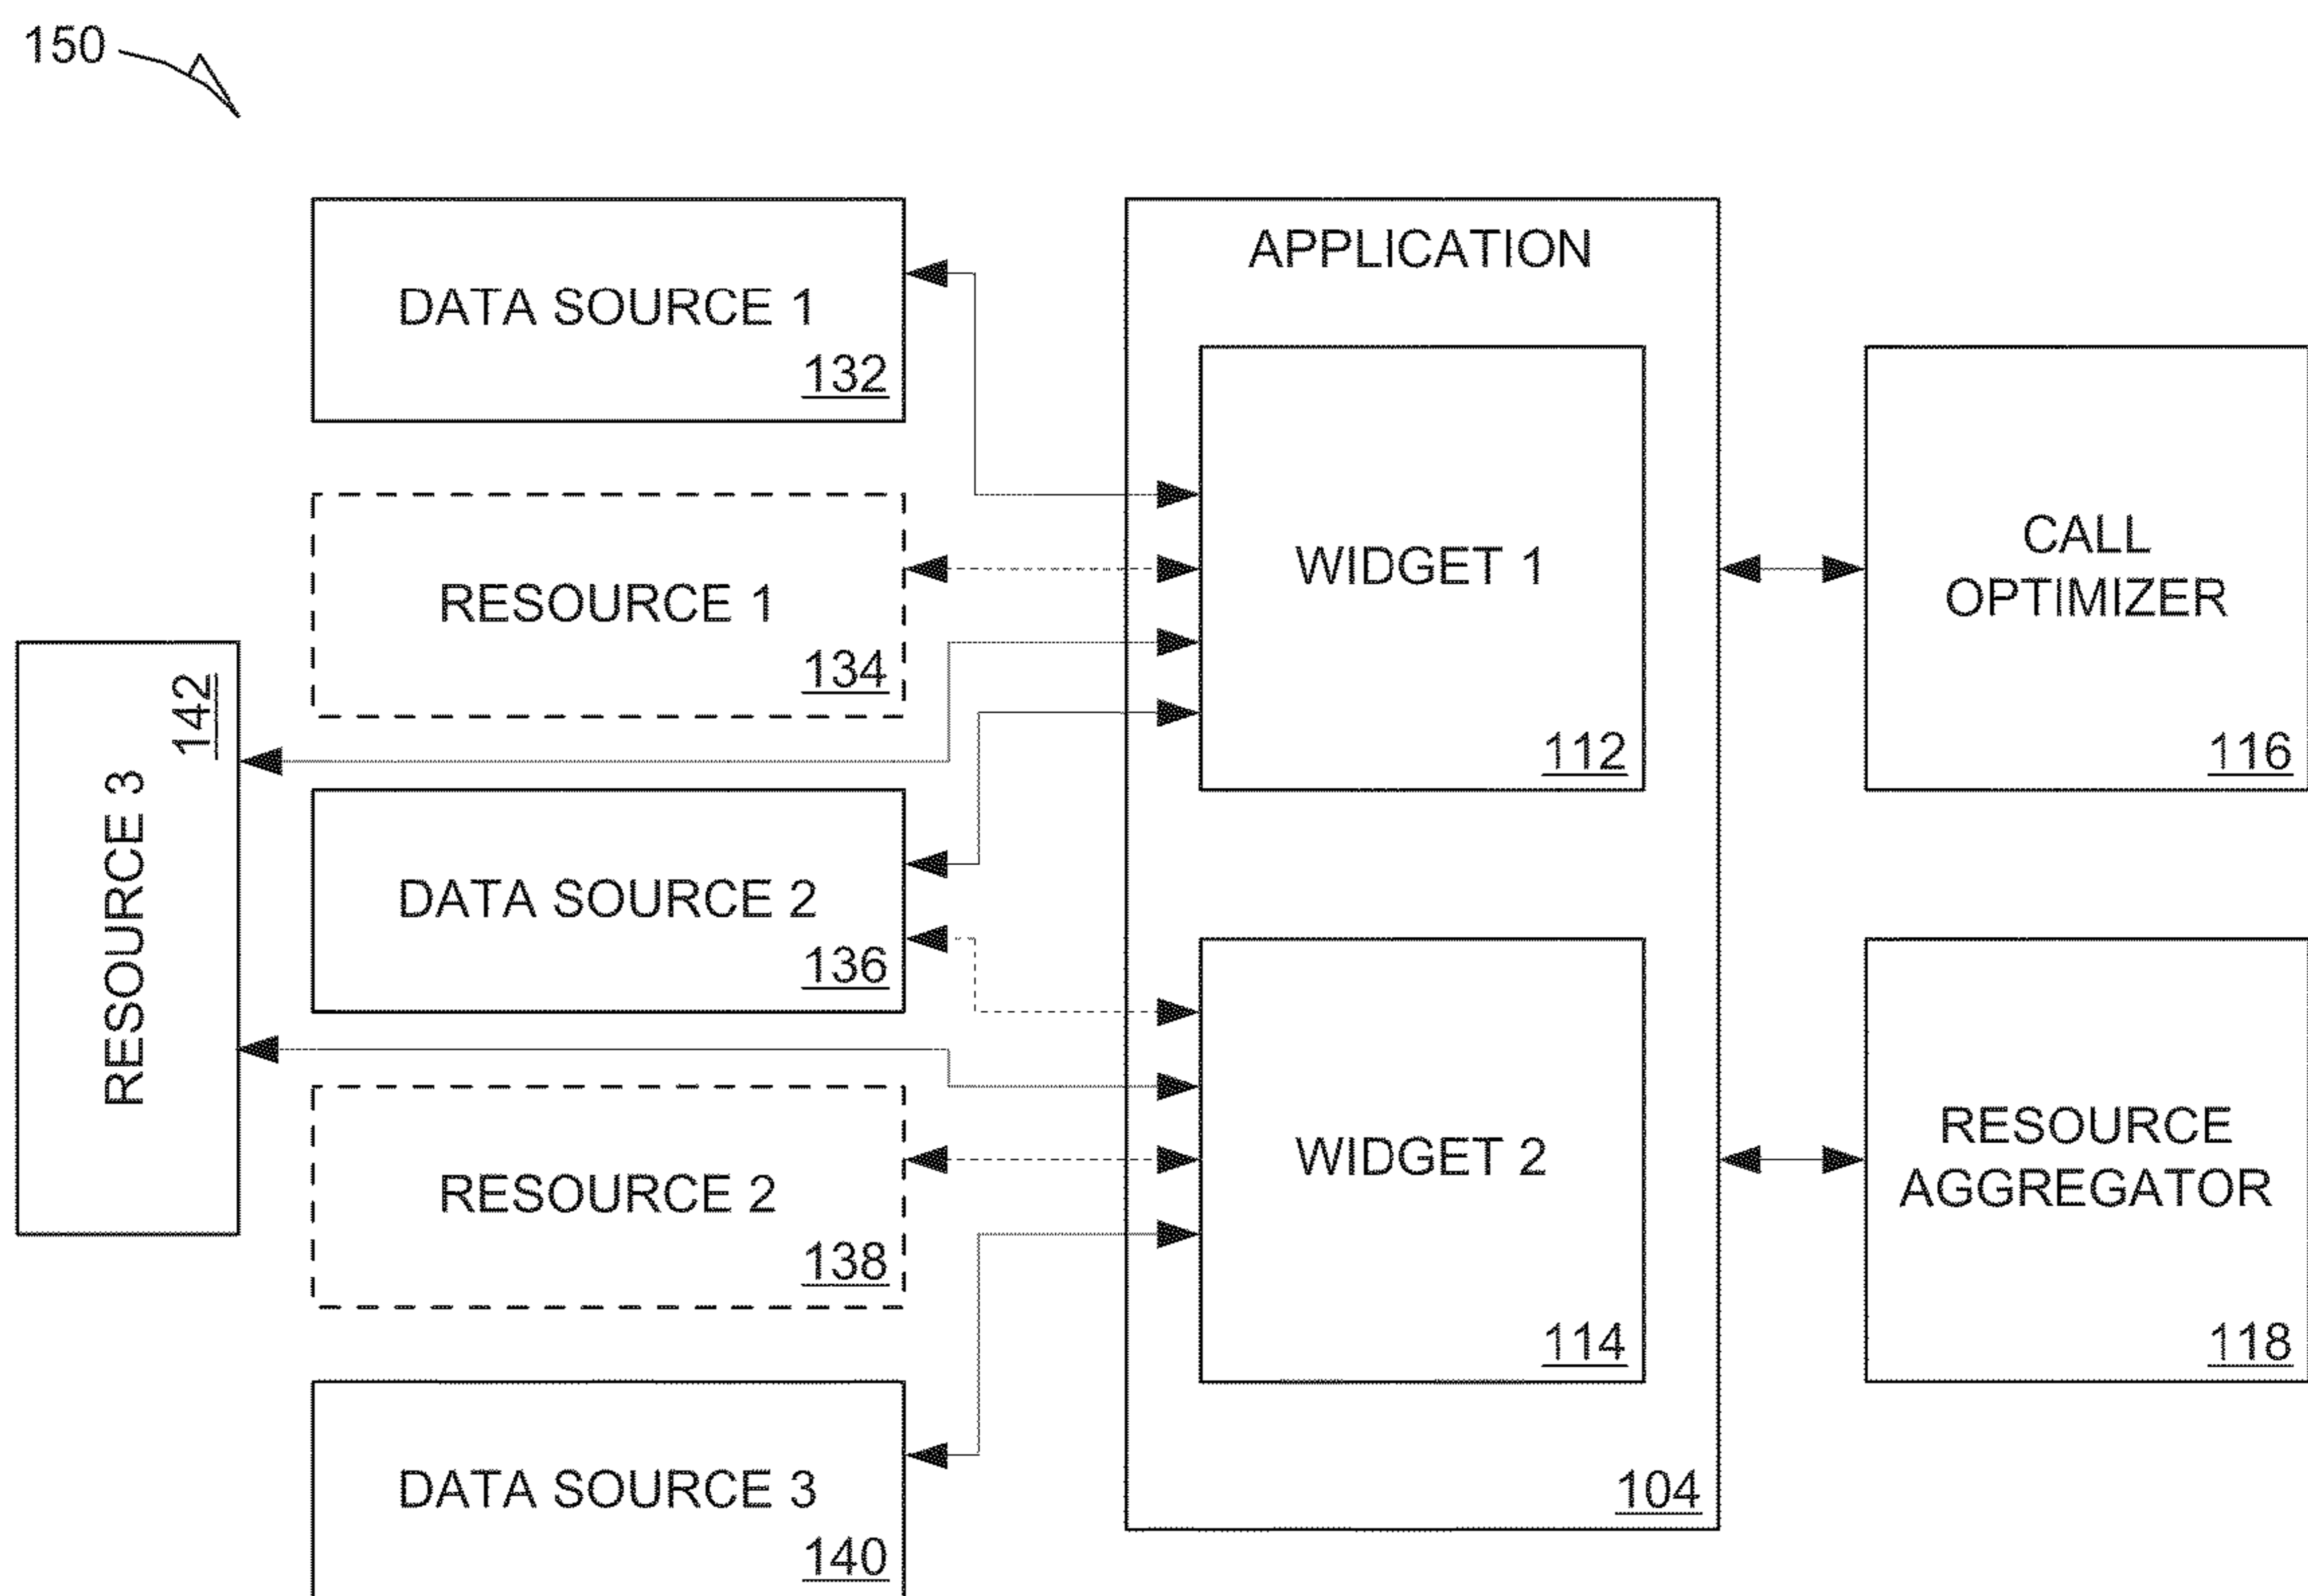 150
DATA SOURCE 1
132
RESOURCE 1
134
RESOURCE 3
142
DATA SOURCE 2
136
RESOURCE 2
138
DATA SOURCE 3
140
APPLICATION
WIDGET 1
112
WIDGET 2
114
104
CALL
OPTIMIZER
116
RESOURCE
AGGREGATOR
118